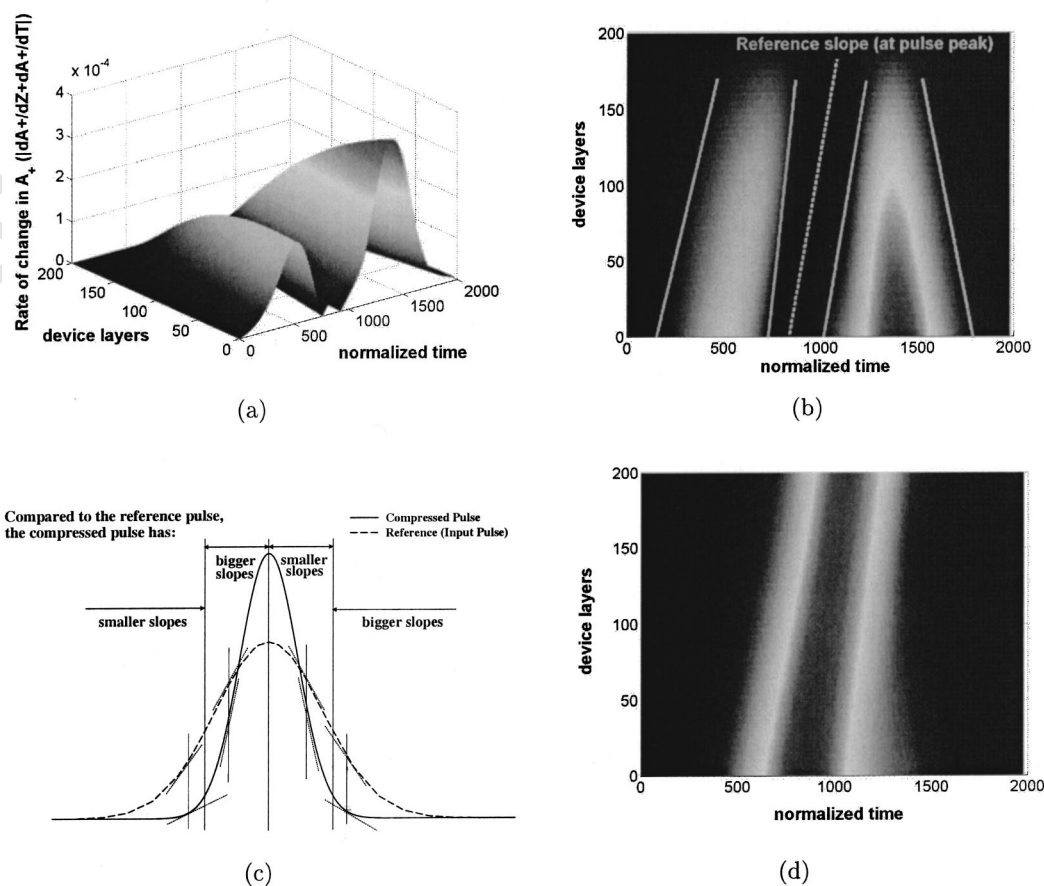 (a)
x 10^-4
4
3
2
1
0
Rate of change in A_+ (|dA+/dZ+dA+/dT|)
200
150
100
50
0
device layers
0
500
1000
1500
2000
normalized time
(b)
Reference slope (at pulse peak)
200
150
100
50
0
device layers
0
500
1000
1500
2000
normalized time
Compared to the reference pulse,
the compressed pulse has:
Compressed Pulse
Reference (Input Pulse)
bigger
slopes
smaller
slopes
smaller slopes
bigger slopes
(c)
200
150
100
50
0
device layers
0
500
1000
1500
2000
normalized time
(d)